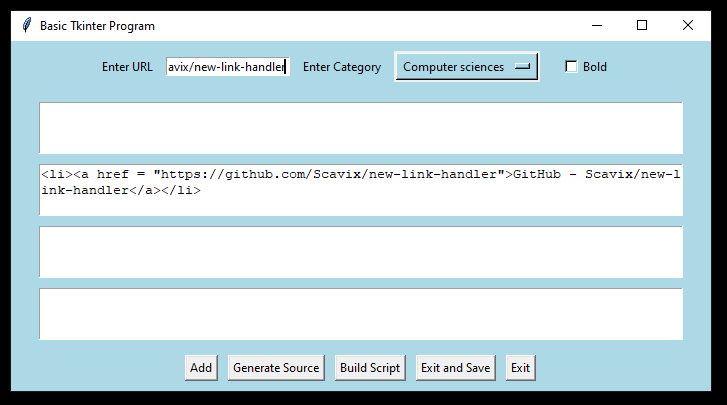 Basic Tkinter Program
Enter URL avix/new-link-handler Enter Category Computer sciences Bold
<li><a href = "https://github.com/Scavix/new-link-handler">GitHub - Scavix/new-l
ink-handler</a></li>
Add Generate Source Build Script Exit and Save Exit